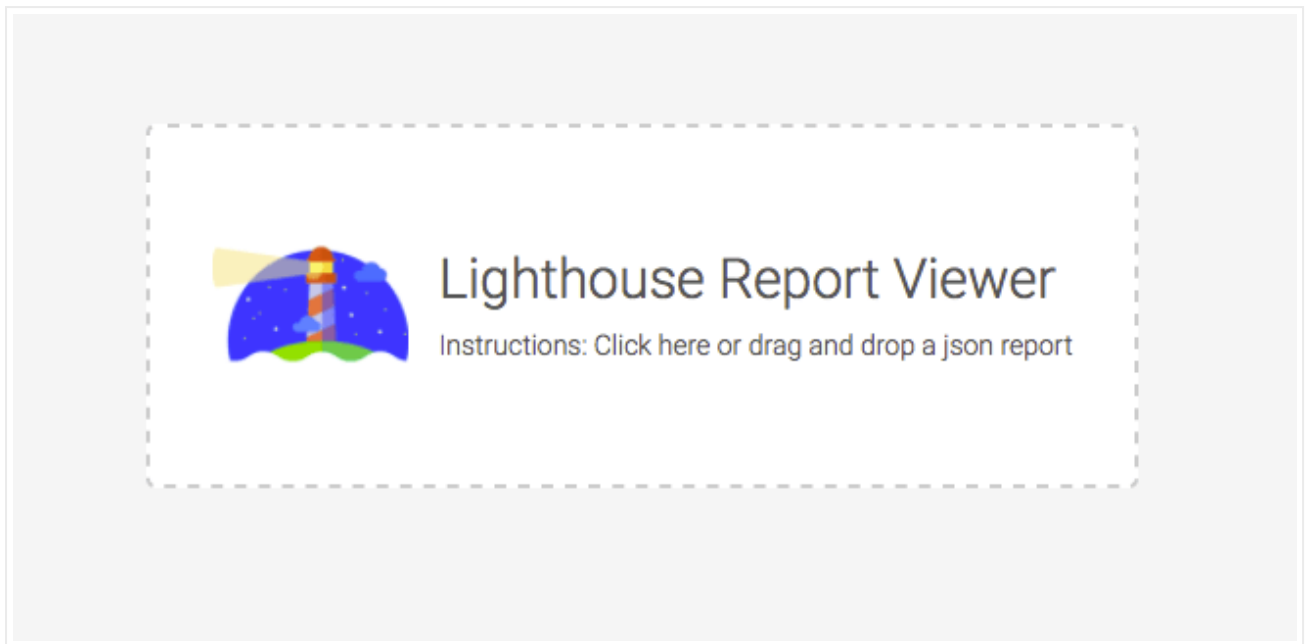 Lighthouse Report Viewer
Instructions: Click here or drag and drop a json report